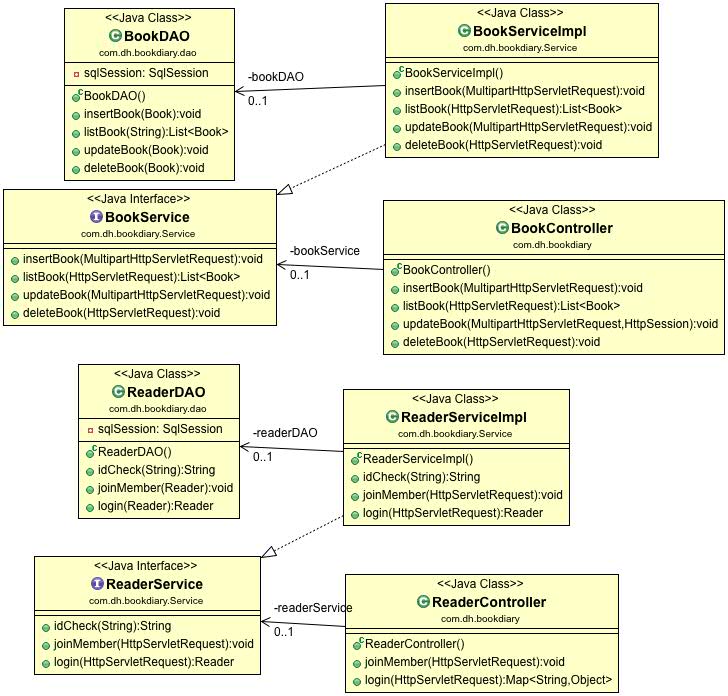 <<Java Class>>
BookDAO
com.dh.bookdiary.dao
sqlSession: SqlSession
BookDAO()
insertBook(Book):void
listBook(String):List<Book>
updateBook(Book):void
deleteBook(Book):void
-bookDAO
0..1
<<Java Class>>
BookServiceImpl
com.dh.bookdiary.Service
BookServiceImpl()
insertBook(MultipartHttpServletRequest):void
listBook(HttpServletRequest):List<Book>
updateBook(MultipartHttpServletRequest):void
deleteBook(HttpServletRequest):void
<<Java Interface>>
BookService
com.dh.bookdiary.Service
insertBook(MultipartHttpServletRequest):void
listBook(HttpServletRequest):List<Book>
updateBook(MultipartHttpServletRequest):void
deleteBook(HttpServletRequest):void
-bookService
0..1
<<Java Class>>
BookController
com.dh.bookdiary
BookController()
insertBook(MultipartHttpServletRequest):void
listBook(HttpServletRequest):List<Book>
updateBook(MultipartHttpServletRequest,HttpSession):void
deleteBook(HttpServletRequest):void
<<Java Class>>
ReaderDAO
com.dh.bookdiary.dao
sqlSession: SqlSession
ReaderDAO()
idCheck(String):String
joinMember(Reader):void
login(Reader):Reader
-readerDAO
0..1
<<Java Class>>
ReaderServiceImpl
com.dh.bookdiary.Service
ReaderServiceImpl()
idCheck(String):String
joinMember(HttpServletRequest):void
login(HttpServletRequest):Reader
<<Java Interface>>
ReaderService
com.dh.bookdiary.Service
idCheck(String):String
joinMember(HttpServletRequest):void
login(HttpServletRequest):Reader
-readerService
0..1
<<Java Class>>
ReaderController
com.dh.bookdiary
ReaderController()
joinMember(HttpServletRequest):void
login(HttpServletRequest):Map<String,Object>